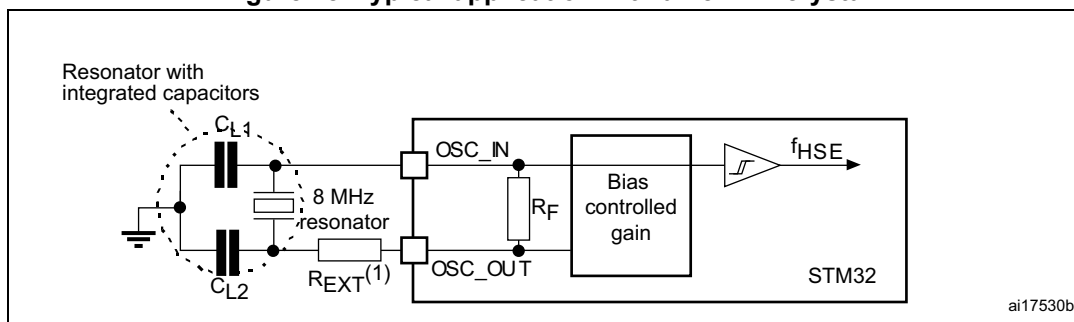 Resonator with
integrated capacitors
CL1
OSC_IN
fHSE
8 MHz
resonator
RF
Bias
controlled
gain
REXT(1)
OSC_OUT
STM32
CL2
ai17530b